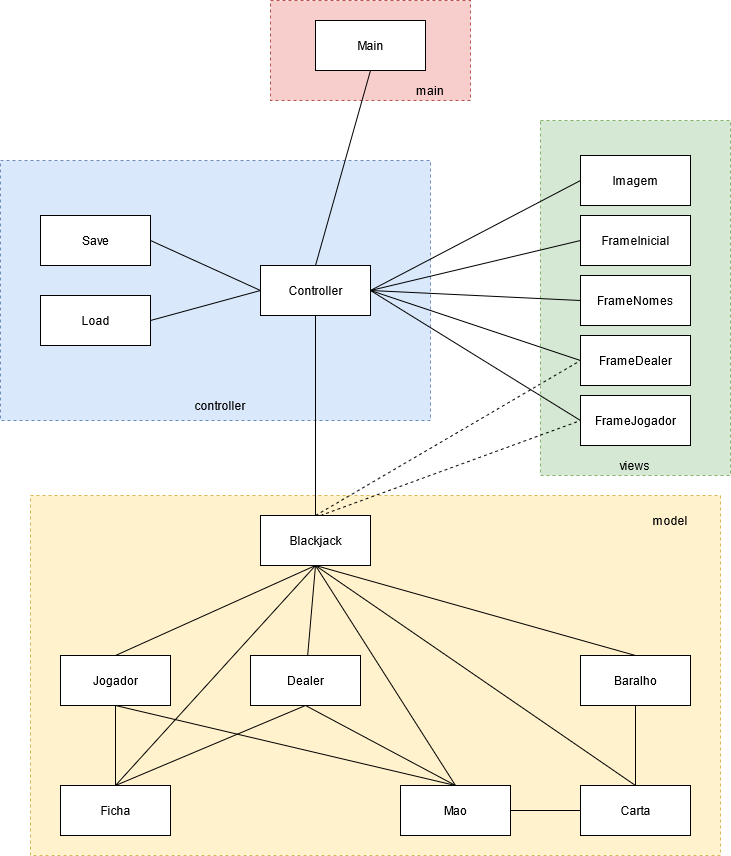 Main
main
Imagem
Save
FrameInicial
Controller
FrameNomes
Load
FrameDealer
controller
FrameJogador
views
model
Blackjack
Jogador
Dealer
Baralho
Ficha
Mao
Carta